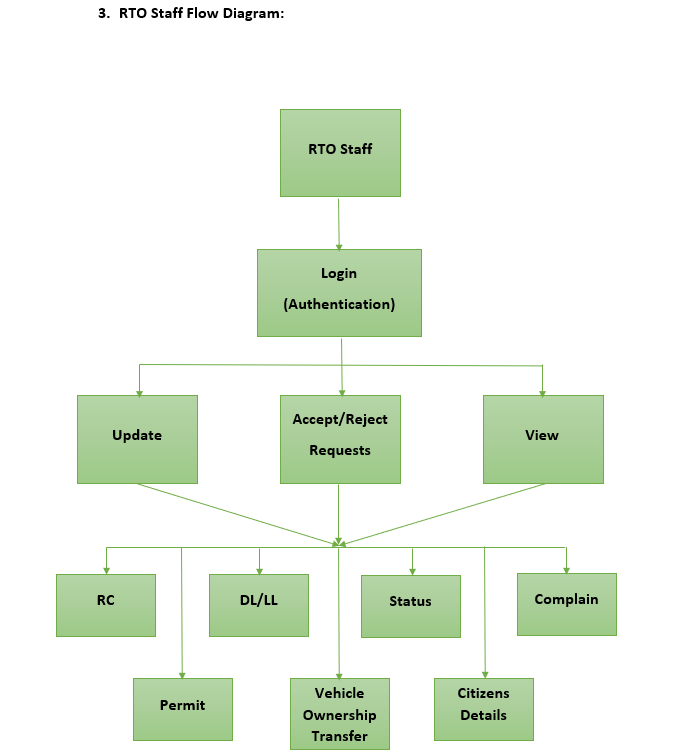 3. RTO Staff Flow Diagram:
RTO Staff
Login
(Authentication)
Update
Accept/Reject
Requests
View
RC
DL/LL
Status
Complain
Permit
Vehicle
Ownership
Transfer
Citizens
Details